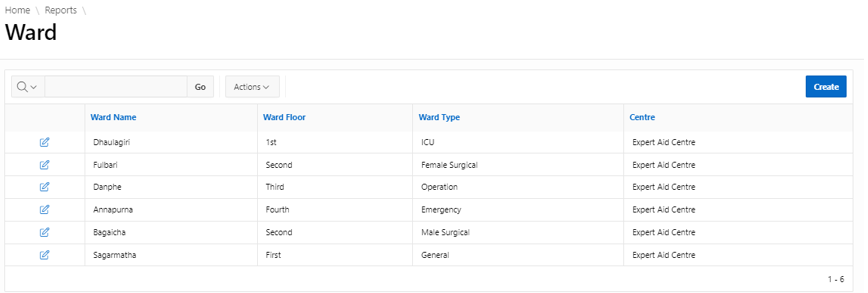 Home \ Reports \
Ward
Go Actions Create
Ward Name Ward Floor Ward Type Centre
Dhaulagiri 1st ICU Expert Aid Centre
Fulbari Second Female Surgical Expert Aid Centre
Danphe Third Operation Expert Aid Centre
Annapurna Fourth Emergency Expert Aid Centre
Bagaicha Second Male Surgical Expert Aid Centre
Sagarmatha First General Expert Aid Centre
1 - 6